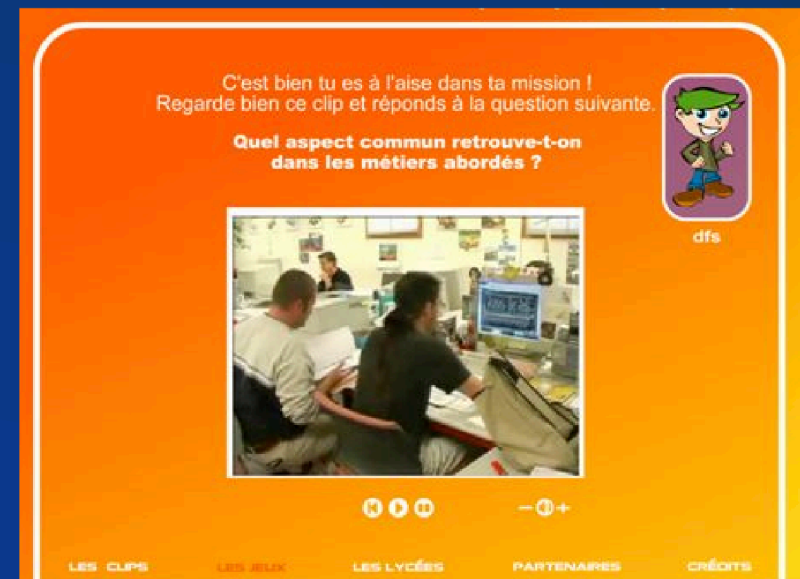 C'est bien tu es à l'aise dans ta mission !
Regarde bien ce clip et réponds à la question suivante.
Quel aspect commun retrouve-t-on
dans les métiers abordés ?
dfs
LES CLIPS LES JEUX LES LYCÉES PARTENAIRES CRÉDITS